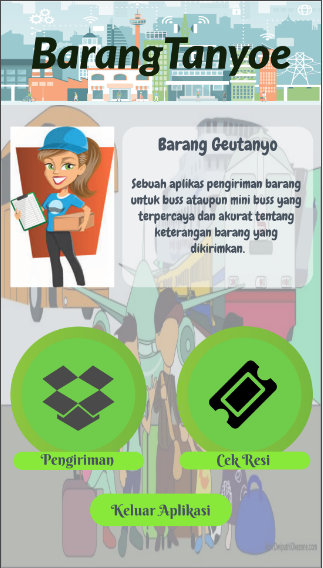 BarangTanyoe
Barang Geutanyo
Sebuah aplikas pengiriman barang
untuk buss ataupun mini buss yang
terpercaya dan akurat tentang
keterangan barang yang
dikirimkan.
Pengiriman
Cek Resi
Keluar Aplikasi